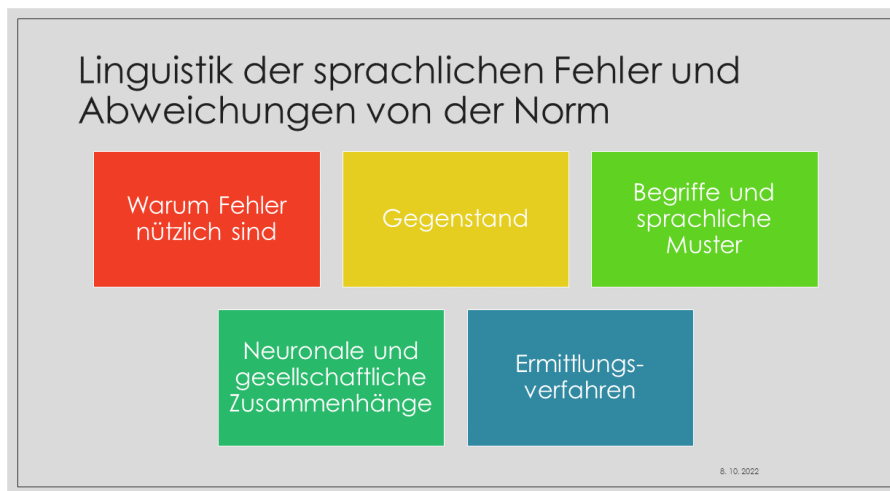 Linguistik der sprachlichen Fehler und
Abweichungen von der Norm
Warum Fehler
nützlich sind
Gegenstand
Begriffe und
sprachliche
Muster
Neuronale und
gesellschaftliche
Zusammenhänge
Ermittlungs-
verfahren
8. 10. 2022